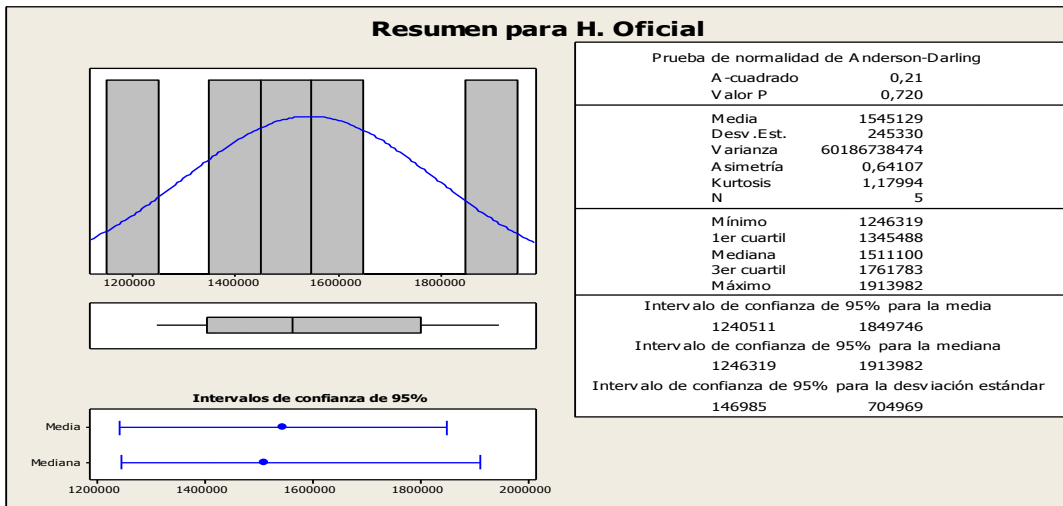 Resumen para H. Oficial
1200000 1400000 1600000 1800000
Intervalos de confianza de 95%
Media
Mediana
1200000 1400000 1600000 1800000 2000000
Prueba de normalidad de Anderson-Darling
A-cuadrado 0,21
Valor P 0,720
Media 1545129
Desv.Est. 245330
Varianza 60186738474
Asimetría 0,64107
Kurtosis 1,17994
N 5
Mínimo 1246319
1er cuartil 1345488
Mediana 1511100
3er cuartil 1761783
Máximo 1913982
Intervalo de confianza de 95% para la media
1240511 1849746
Intervalo de confianza de 95% para la mediana
1246319 1913982
Intervalo de confianza de 95% para la desviación estándar
146985 704969